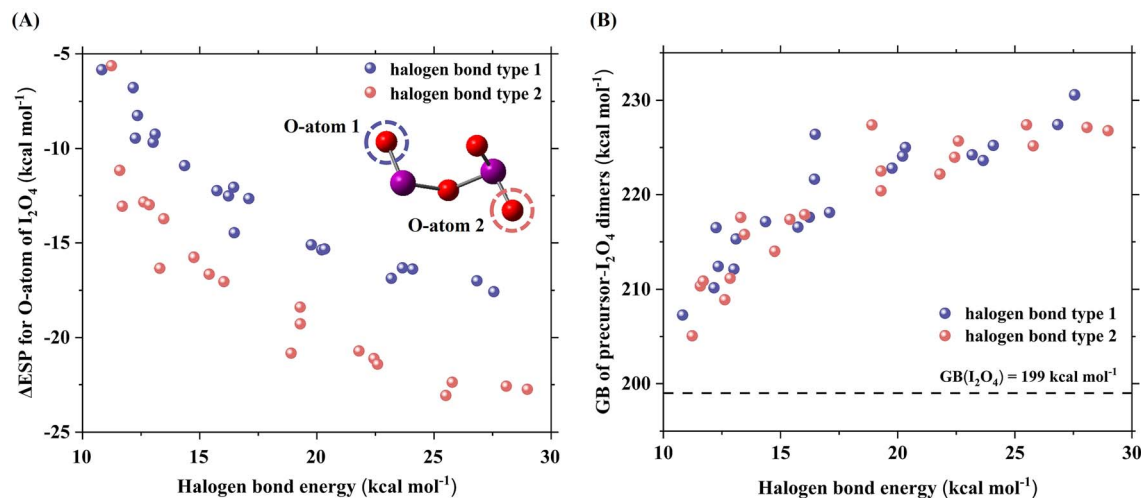 (A)
-5
-10
-15
-20
-25
10
15
20
25
30
ΔESP for O-atom of I₂O₄ (kcal mol⁻¹)
Halogen bond energy (kcal mol⁻¹)
halogen bond type 1
halogen bond type 2
O-atom 1
O-atom 2
(B)
230
220
210
200
10
15
20
25
30
GB of precursor-I₂O₄ dimers (kcal mol⁻¹)
Halogen bond energy (kcal mol⁻¹)
halogen bond type 1
halogen bond type 2
GB(I₂O₄) = 199 kcal mol⁻¹